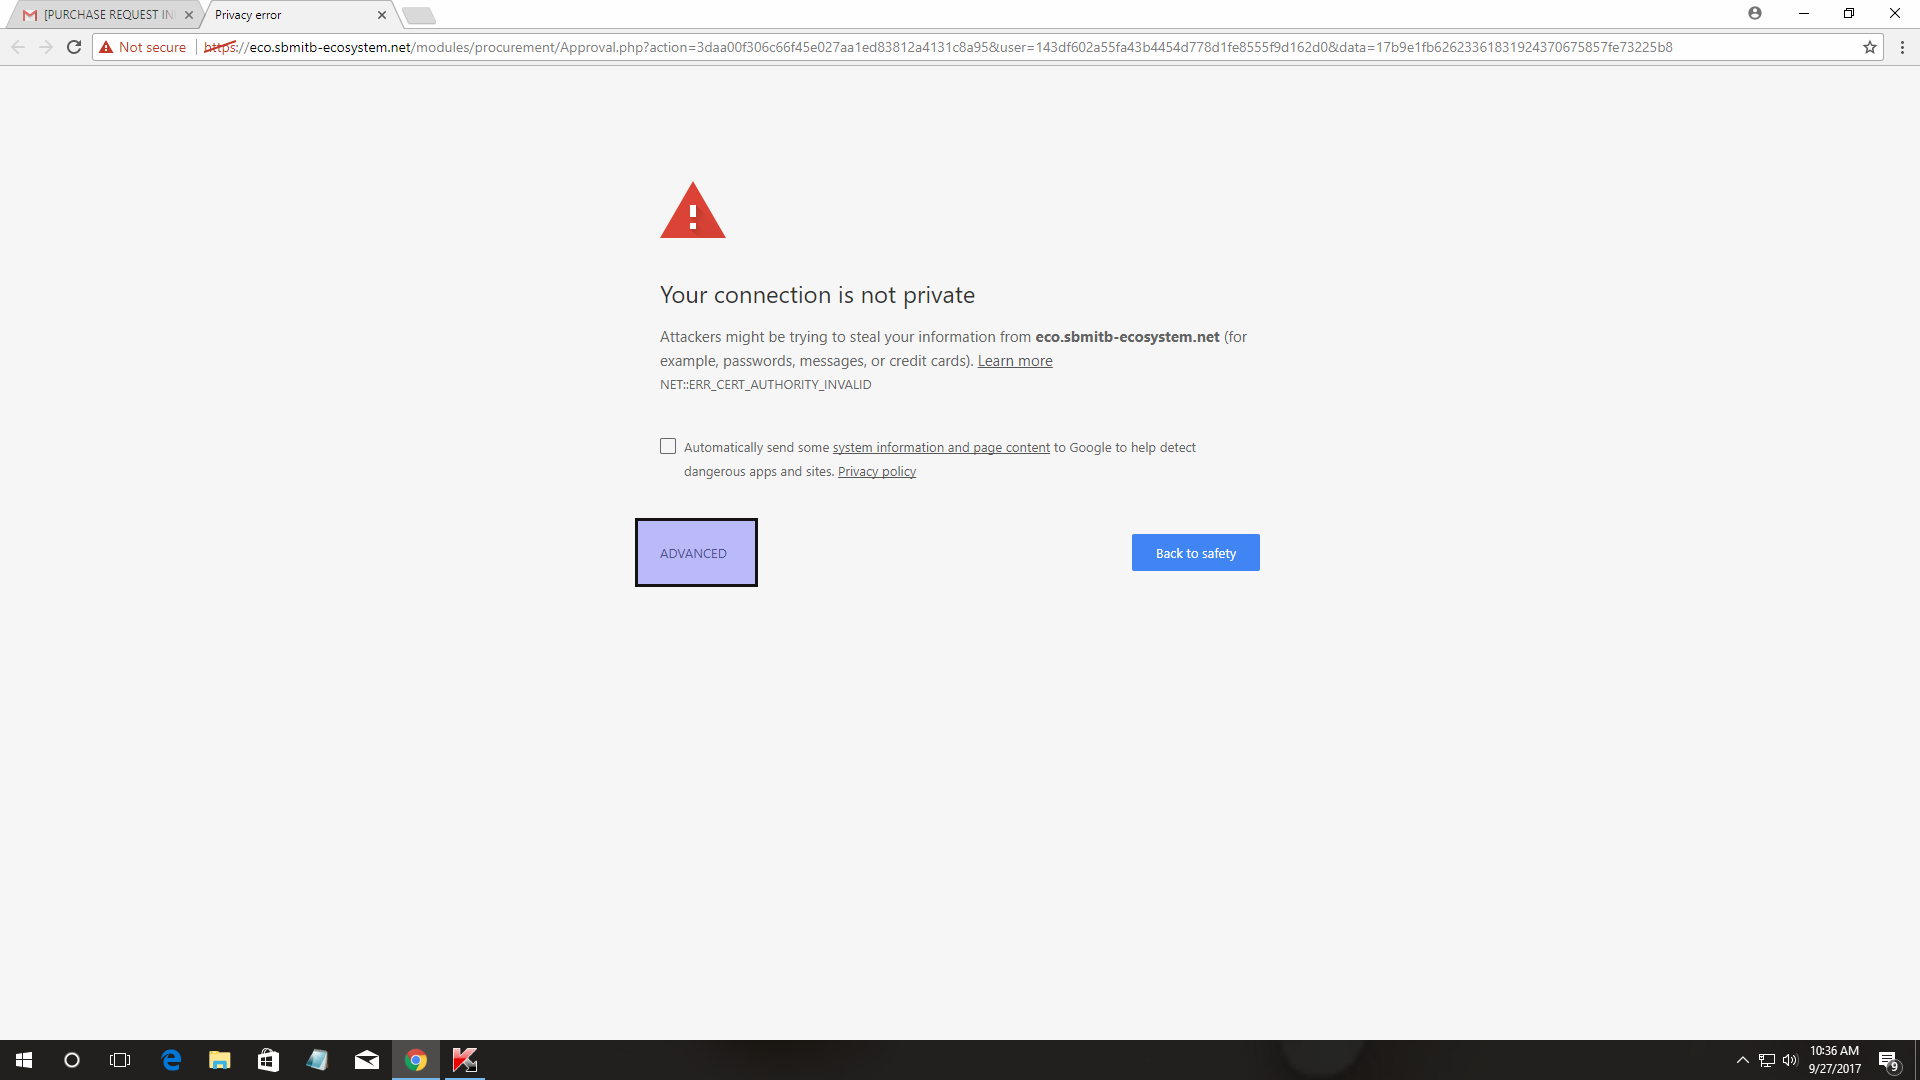 [PURCHASE REQUEST IN
Privacy error
Not secure
https://eco.sbmitb-ecosystem.net/modules/procurement/Approval.php?action=3daa00f306c66f45e027aa1ed83812a4131c8a95&user=143df602a55fa43b4454d778d1fe8555f9d162d0&data=17b9e1fb62623361831924370675857fe73225b8
Your connection is not private
Attackers might be trying to steal your information from eco.sbmitb-ecosystem.net (for
example, passwords, messages, or credit cards). Learn more
NET::ERR_CERT_AUTHORITY_INVALID
Automatically send some system information and page content to Google to help detect
dangerous apps and sites. Privacy policy
ADVANCED
Back to safety
10:36 AM
9/27/2017
9